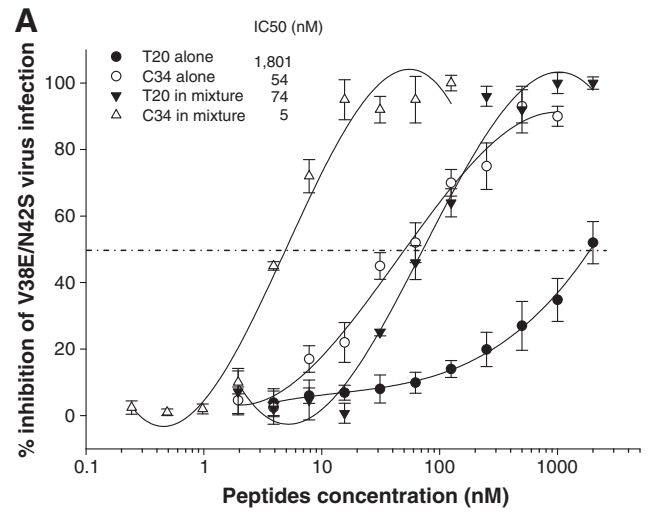 A
IC50 (nM)
T20 alone 1,801
C34 alone 54
T20 in mixture 74
C34 in mixture 5
% inhibition of V38E/N42S virus infection
100
80
60
40
20
0
0.1 1 10 100 1000
Peptides concentration (nM)